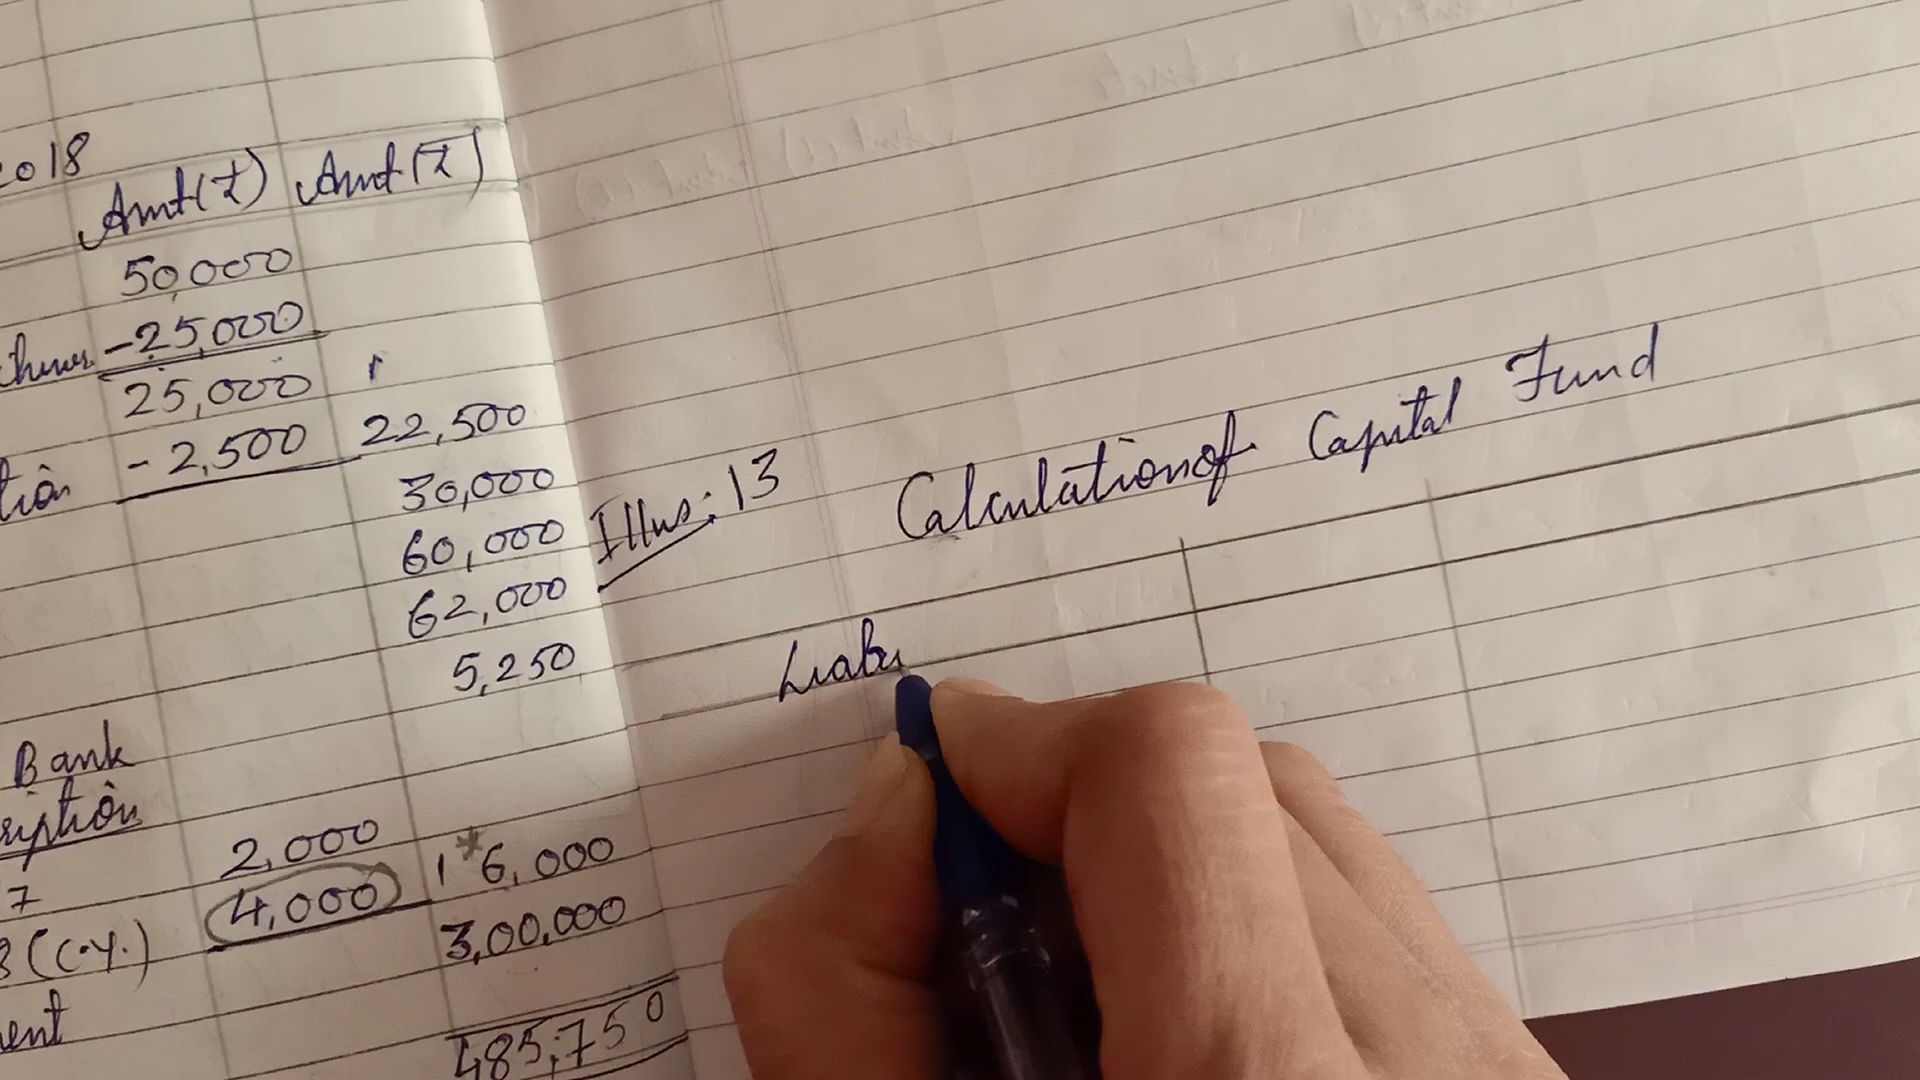 2018
Amt(₹) Amt(₹)
50,000
-25,000
25,000
- 2,500 22,500
30,000
60,000
62,000
5,250
Bank
2,000
7 4,000 16,000
(C.Y.) 3,00,000
485,750
Illus: 13 Calculation of Capital Fund
Liabi